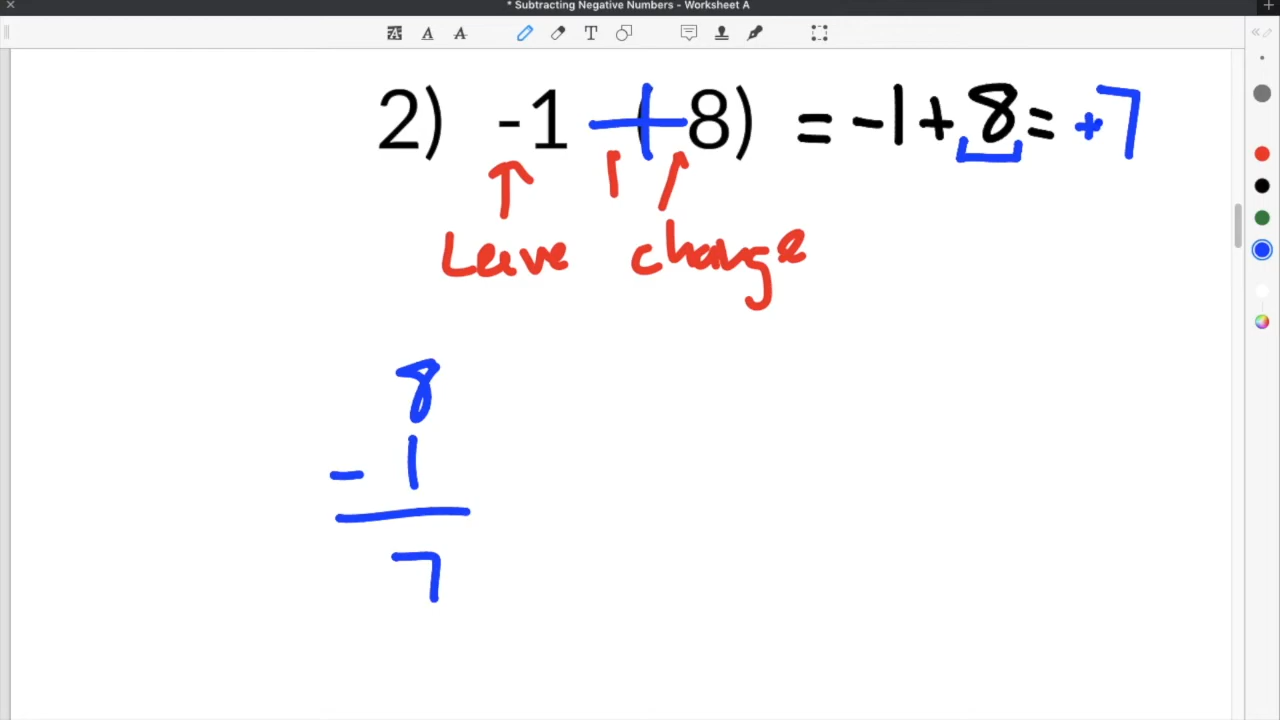 * Subtracting Negative Numbers - Worksheet A
2) -1 -(-8) = -1+8= +7
Leave change
8
- 1
7